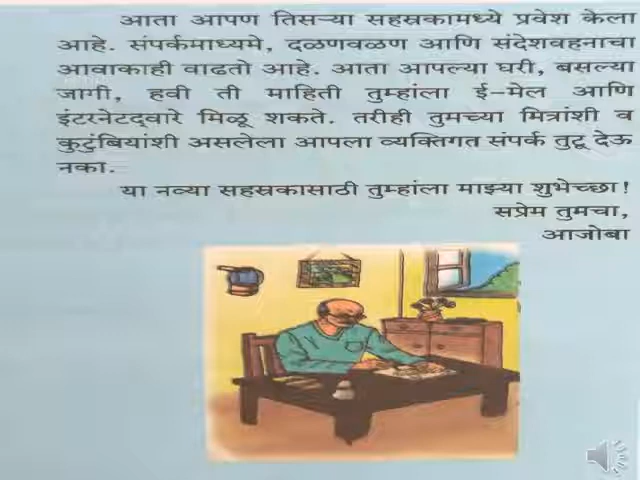 आता आपण तिसऱ्या सहस्रकामध्ये प्रवेश केला
आहे. संपर्कमाध्यमे, दळणवळण आणि संदेशवहनाचा
आवाकाही वाढतो आहे. आता आपल्या घरी, बसल्या
जागी, हवी ती माहिती तुम्हांला ई-मेल आणि
इंटरनेटद्वारे मिळू शकते. तरीही तुमच्या मित्रांशी व
कुटुंबियांशी असलेला आपला व्यक्तिगत संपर्क तुटू देऊ
नका.
या नव्या सहस्रकासाठी तुम्हांला माझ्या शुभेच्छा!
सप्रेम तुमचा,
आजोबा